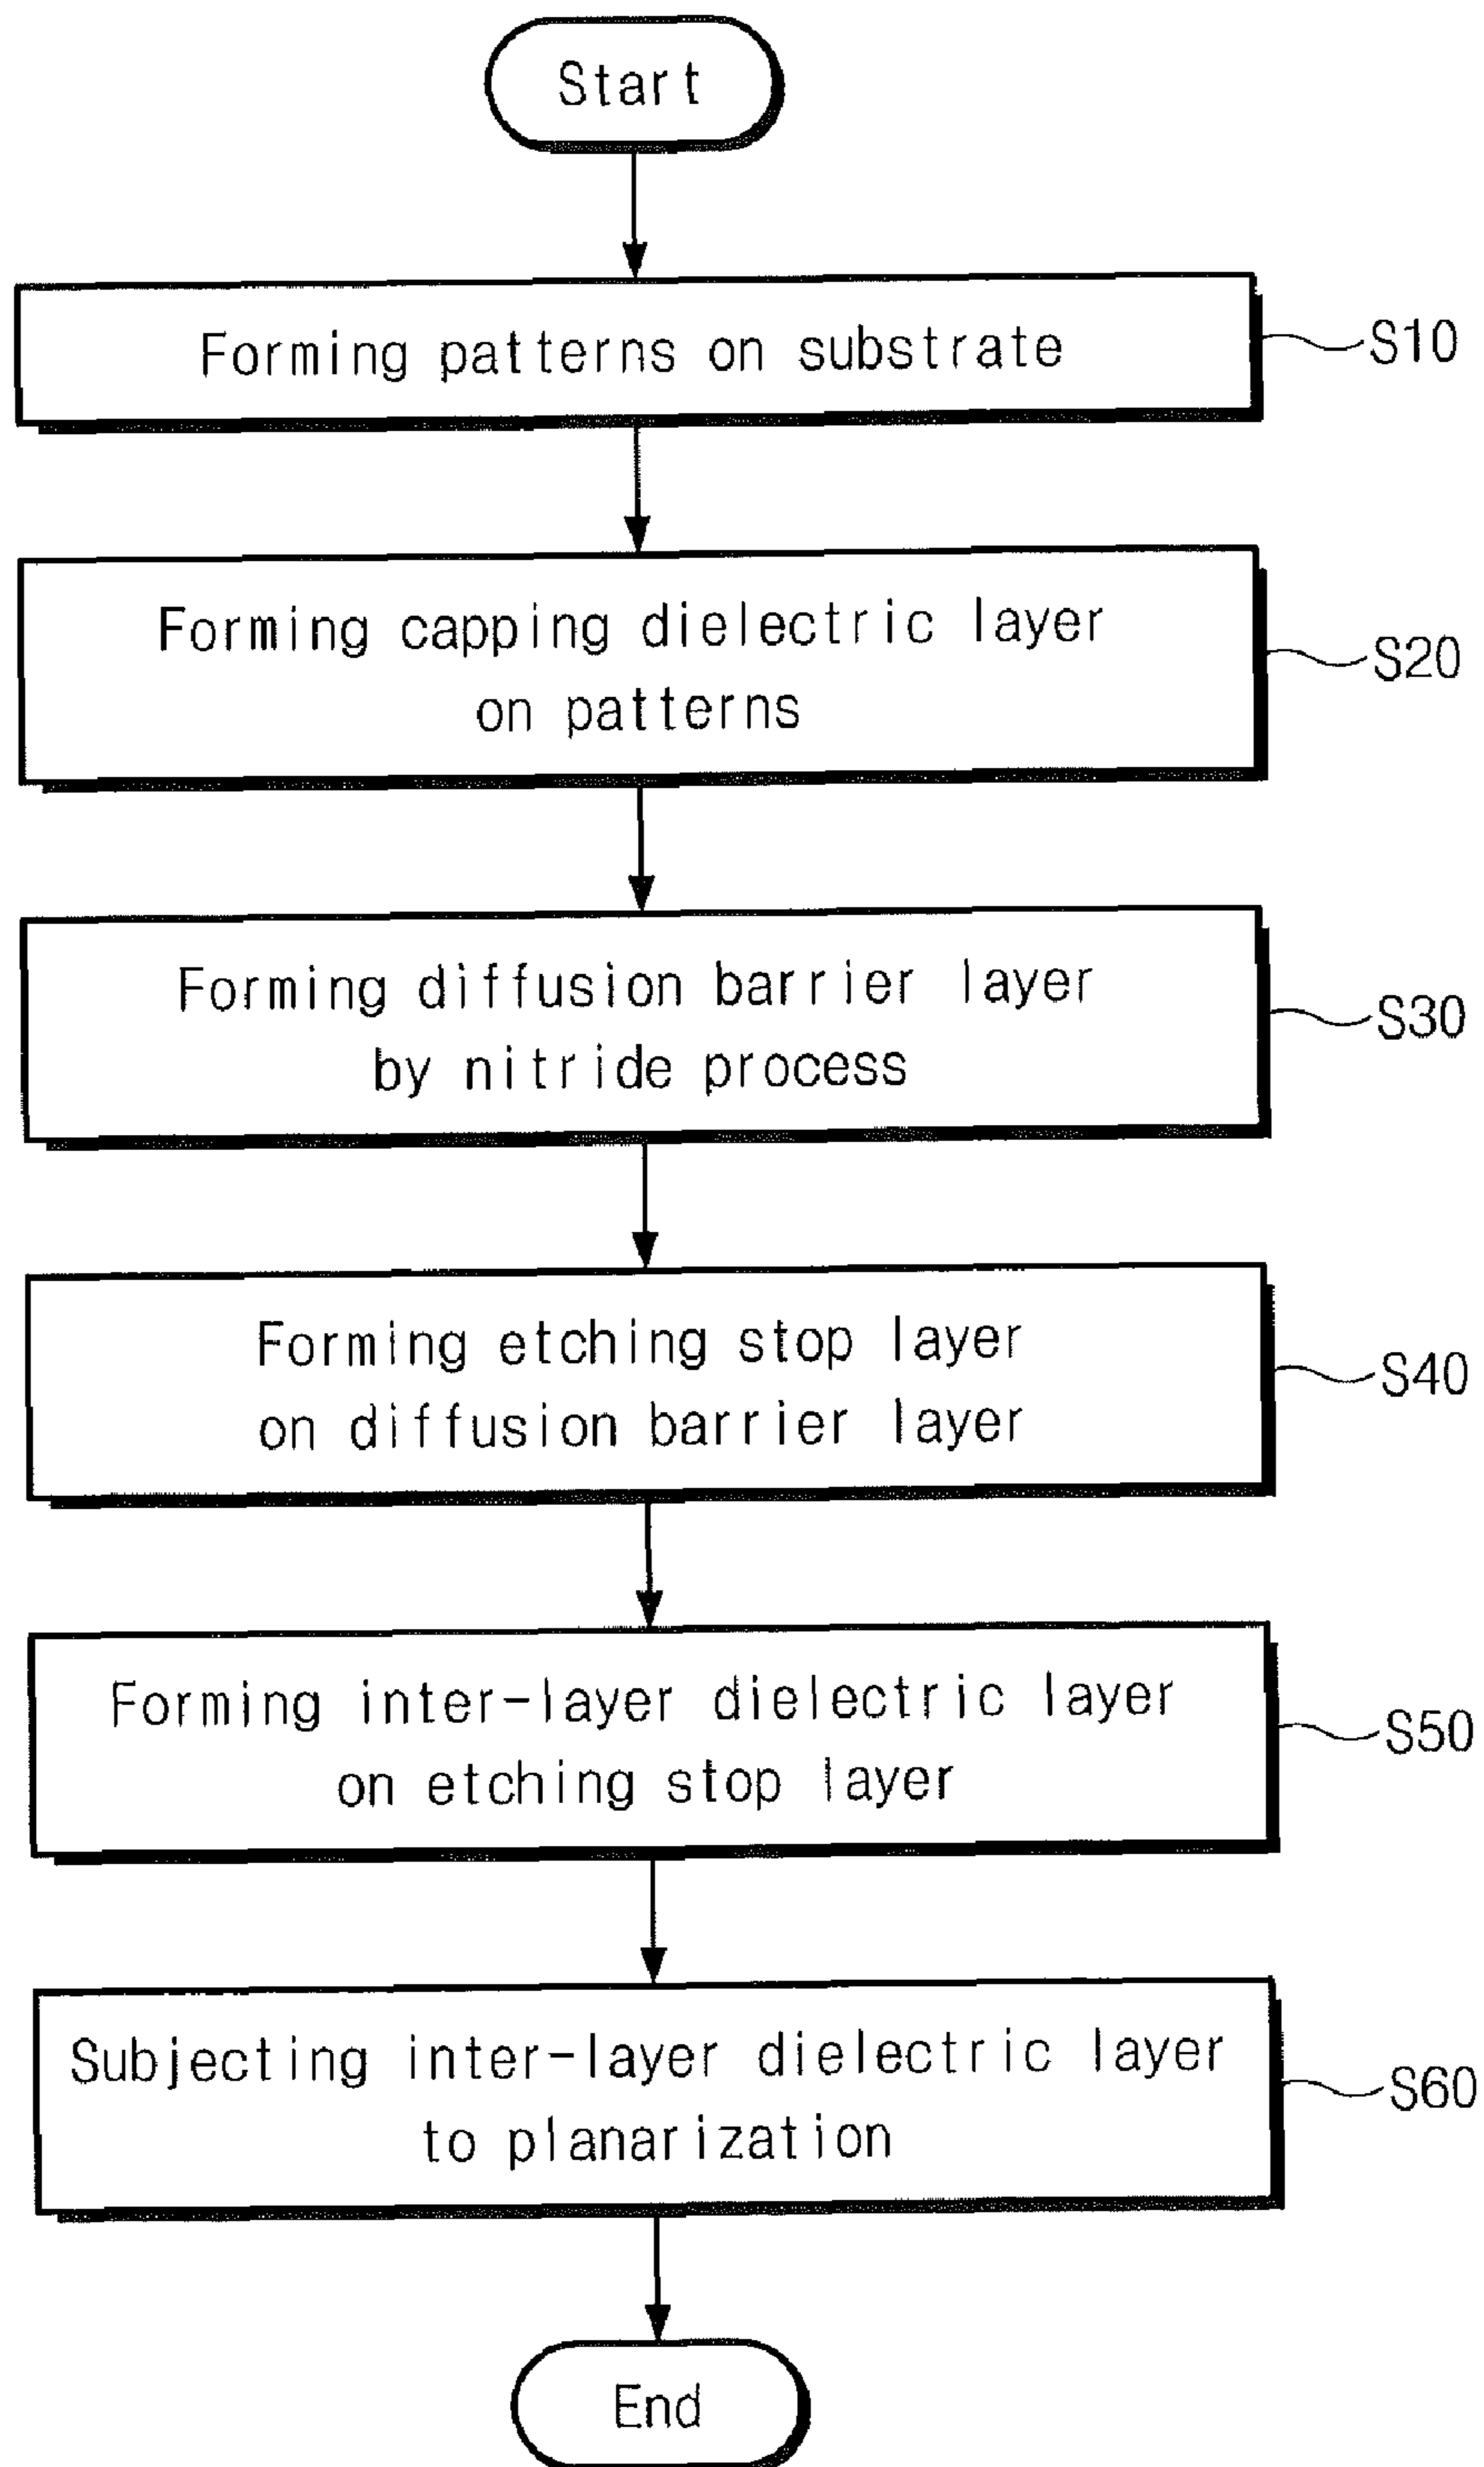 Start
Forming patterns on substrate
S10
Forming capping dielectric layer
on patterns
S20
Forming diffusion barrier layer
by nitride process
S30
Forming etching stop layer
on diffusion barrier layer
S40
Forming inter-layer dielectric layer
on etching stop layer
S50
Subjecting inter-layer dielectric layer
to planarization
S60
End